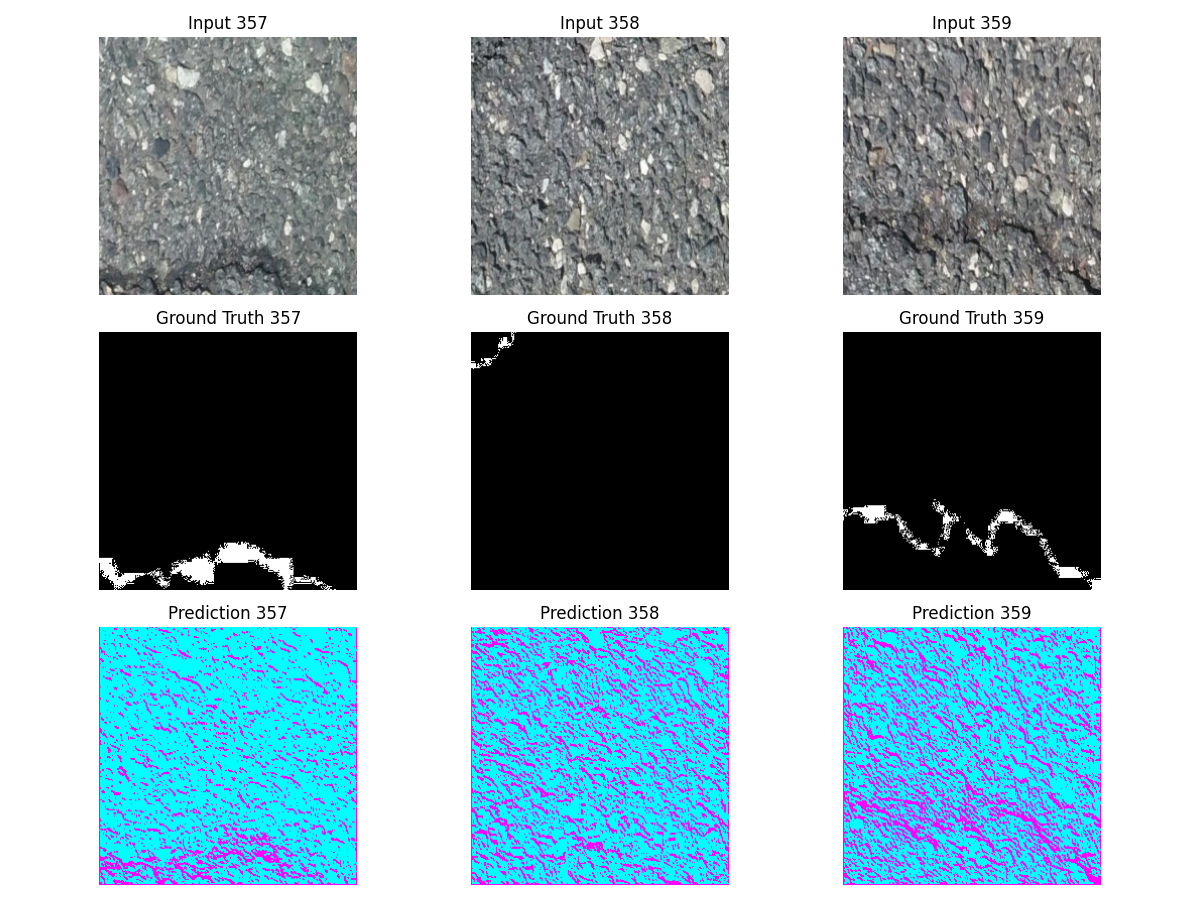 Input 357
Input 358
Input 359
Ground Truth 357
Ground Truth 358
Ground Truth 359
Prediction 357
Prediction 358
Prediction 359